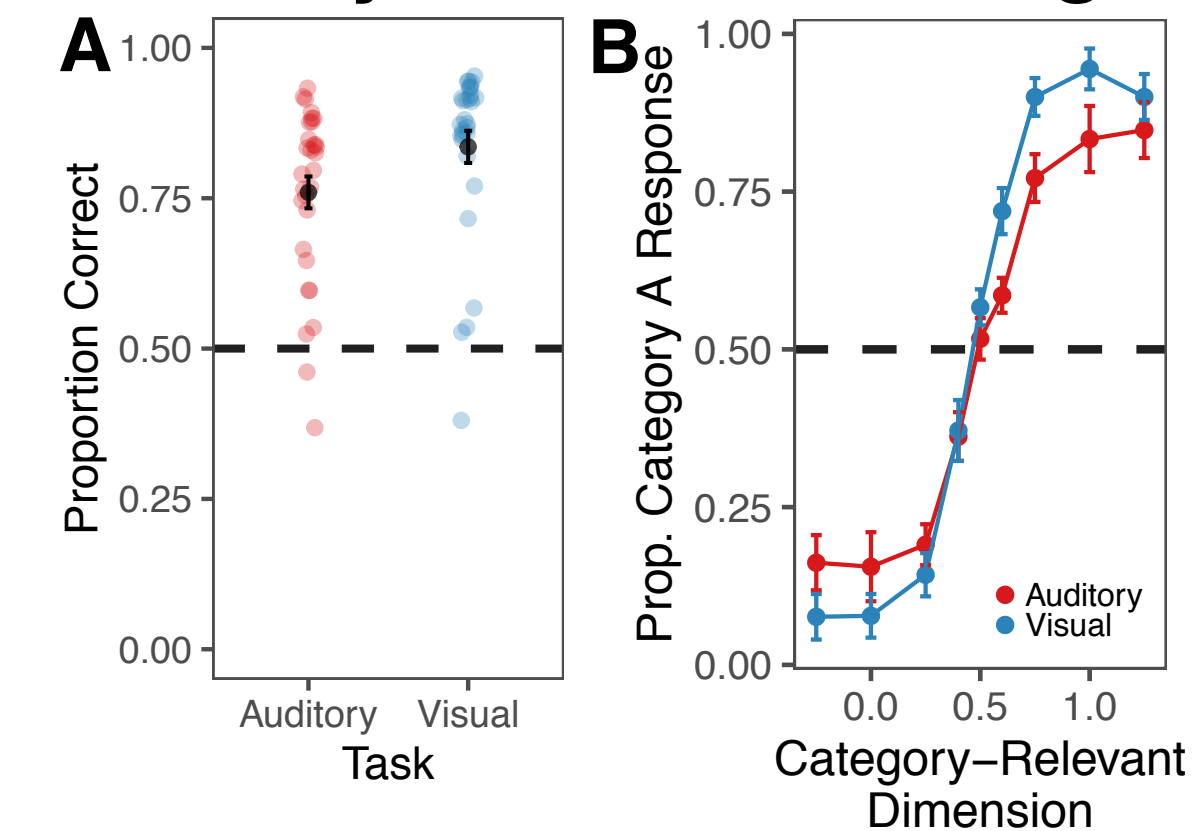 A
B
1.00
0.75
0.50
0.25
0.00
Proportion Correct
Auditory
Visual
Task
1.00
0.75
0.50
0.25
0.00
Prop. Category A Response
Auditory
Visual
0.0
0.5
1.0
Category−Relevant
Dimension